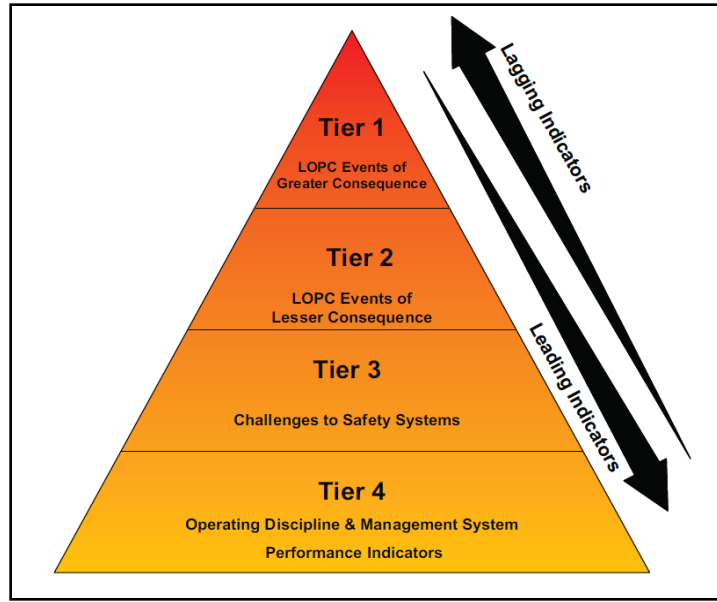 Tier 1
LOPC Events of
Greater Consequence
Tier 2
LOPC Events of
Lesser Consequence
Tier 3
Challenges to Safety Systems
Tier 4
Operating Discipline & Management System
Performance Indicators
Lagging Indicators
Leading Indicators